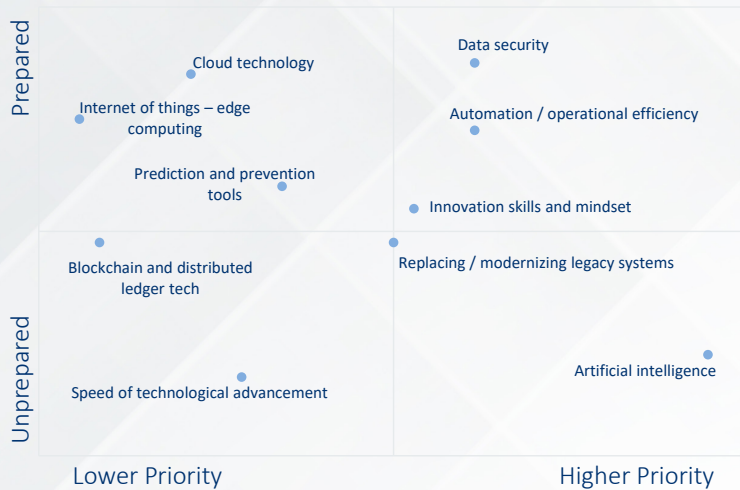 Prepared
Data security
Cloud technology
Internet of things – edge
computing
Automation / operational efficiency
Prediction and prevention
tools
Innovation skills and mindset
Blockchain and distributed
ledger tech
Replacing / modernizing legacy systems
Unprepared
Artificial intelligence
Speed of technological advancement
Lower Priority
Higher Priority